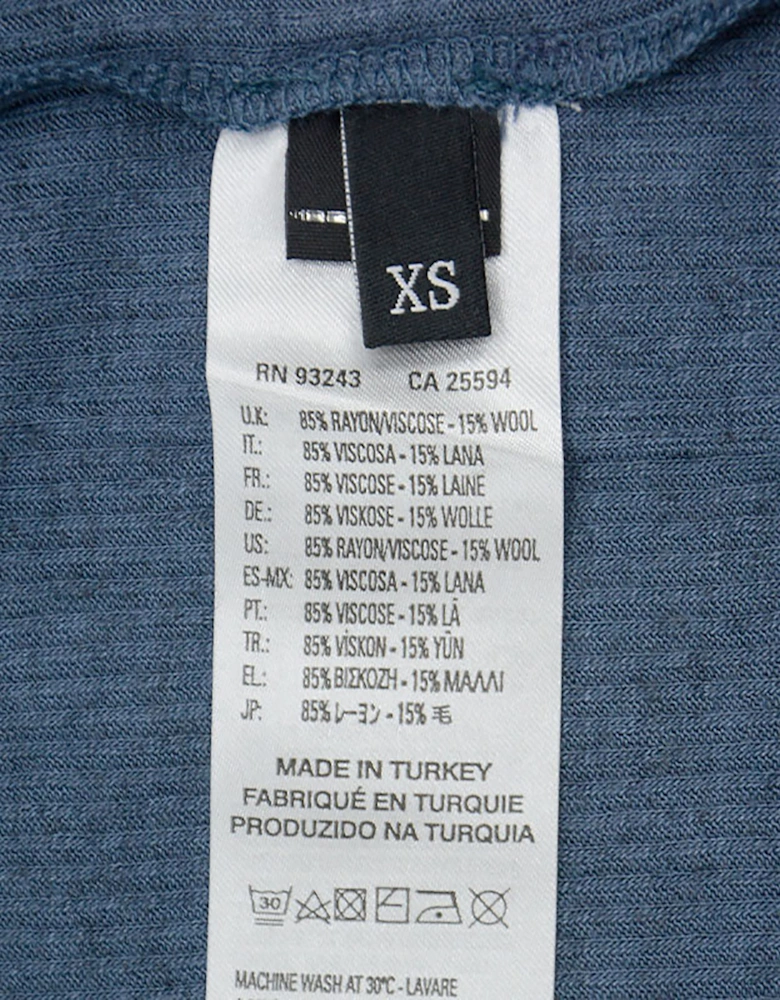 XS
RN 93243 CA 25594
U.K: 85% RAYON/VISCOSE - 15% WOOL
IT.: 85% VISCOSA - 15% LANA
FR.: 85% VISCOSE - 15% LAINE
DE.: 85% VISKOSE - 15% WOLLE
US: 85% RAYON/VISCOSE - 15% WOOL
ES-MX: 85% VISCOSA - 15% LANA
PT.: 85% VISCOSE - 15% LÃ
TR.: 85% VİSKON - 15% YÜN
EL.: 85% ΒΙΣΚΟΖΗ - 15% ΜΑΛΛΙ
JP: 85% レーヨン - 15% 毛
MADE IN TURKEY
FABRIQUÉ EN TURQUIE
PRODUZIDO NA TURQUIA
30
MACHINE WASH AT 30°C - LAVARE